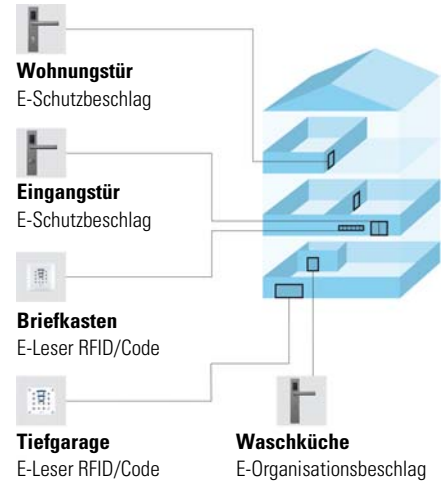 Wohnungstür
E-Schutzbeschlag
Eingangstür
E-Schutzbeschlag
Briefkasten
E-Leser RFID/Code
Tiefgarage
E-Leser RFID/Code
Waschküche
E-Organisationsbeschlag